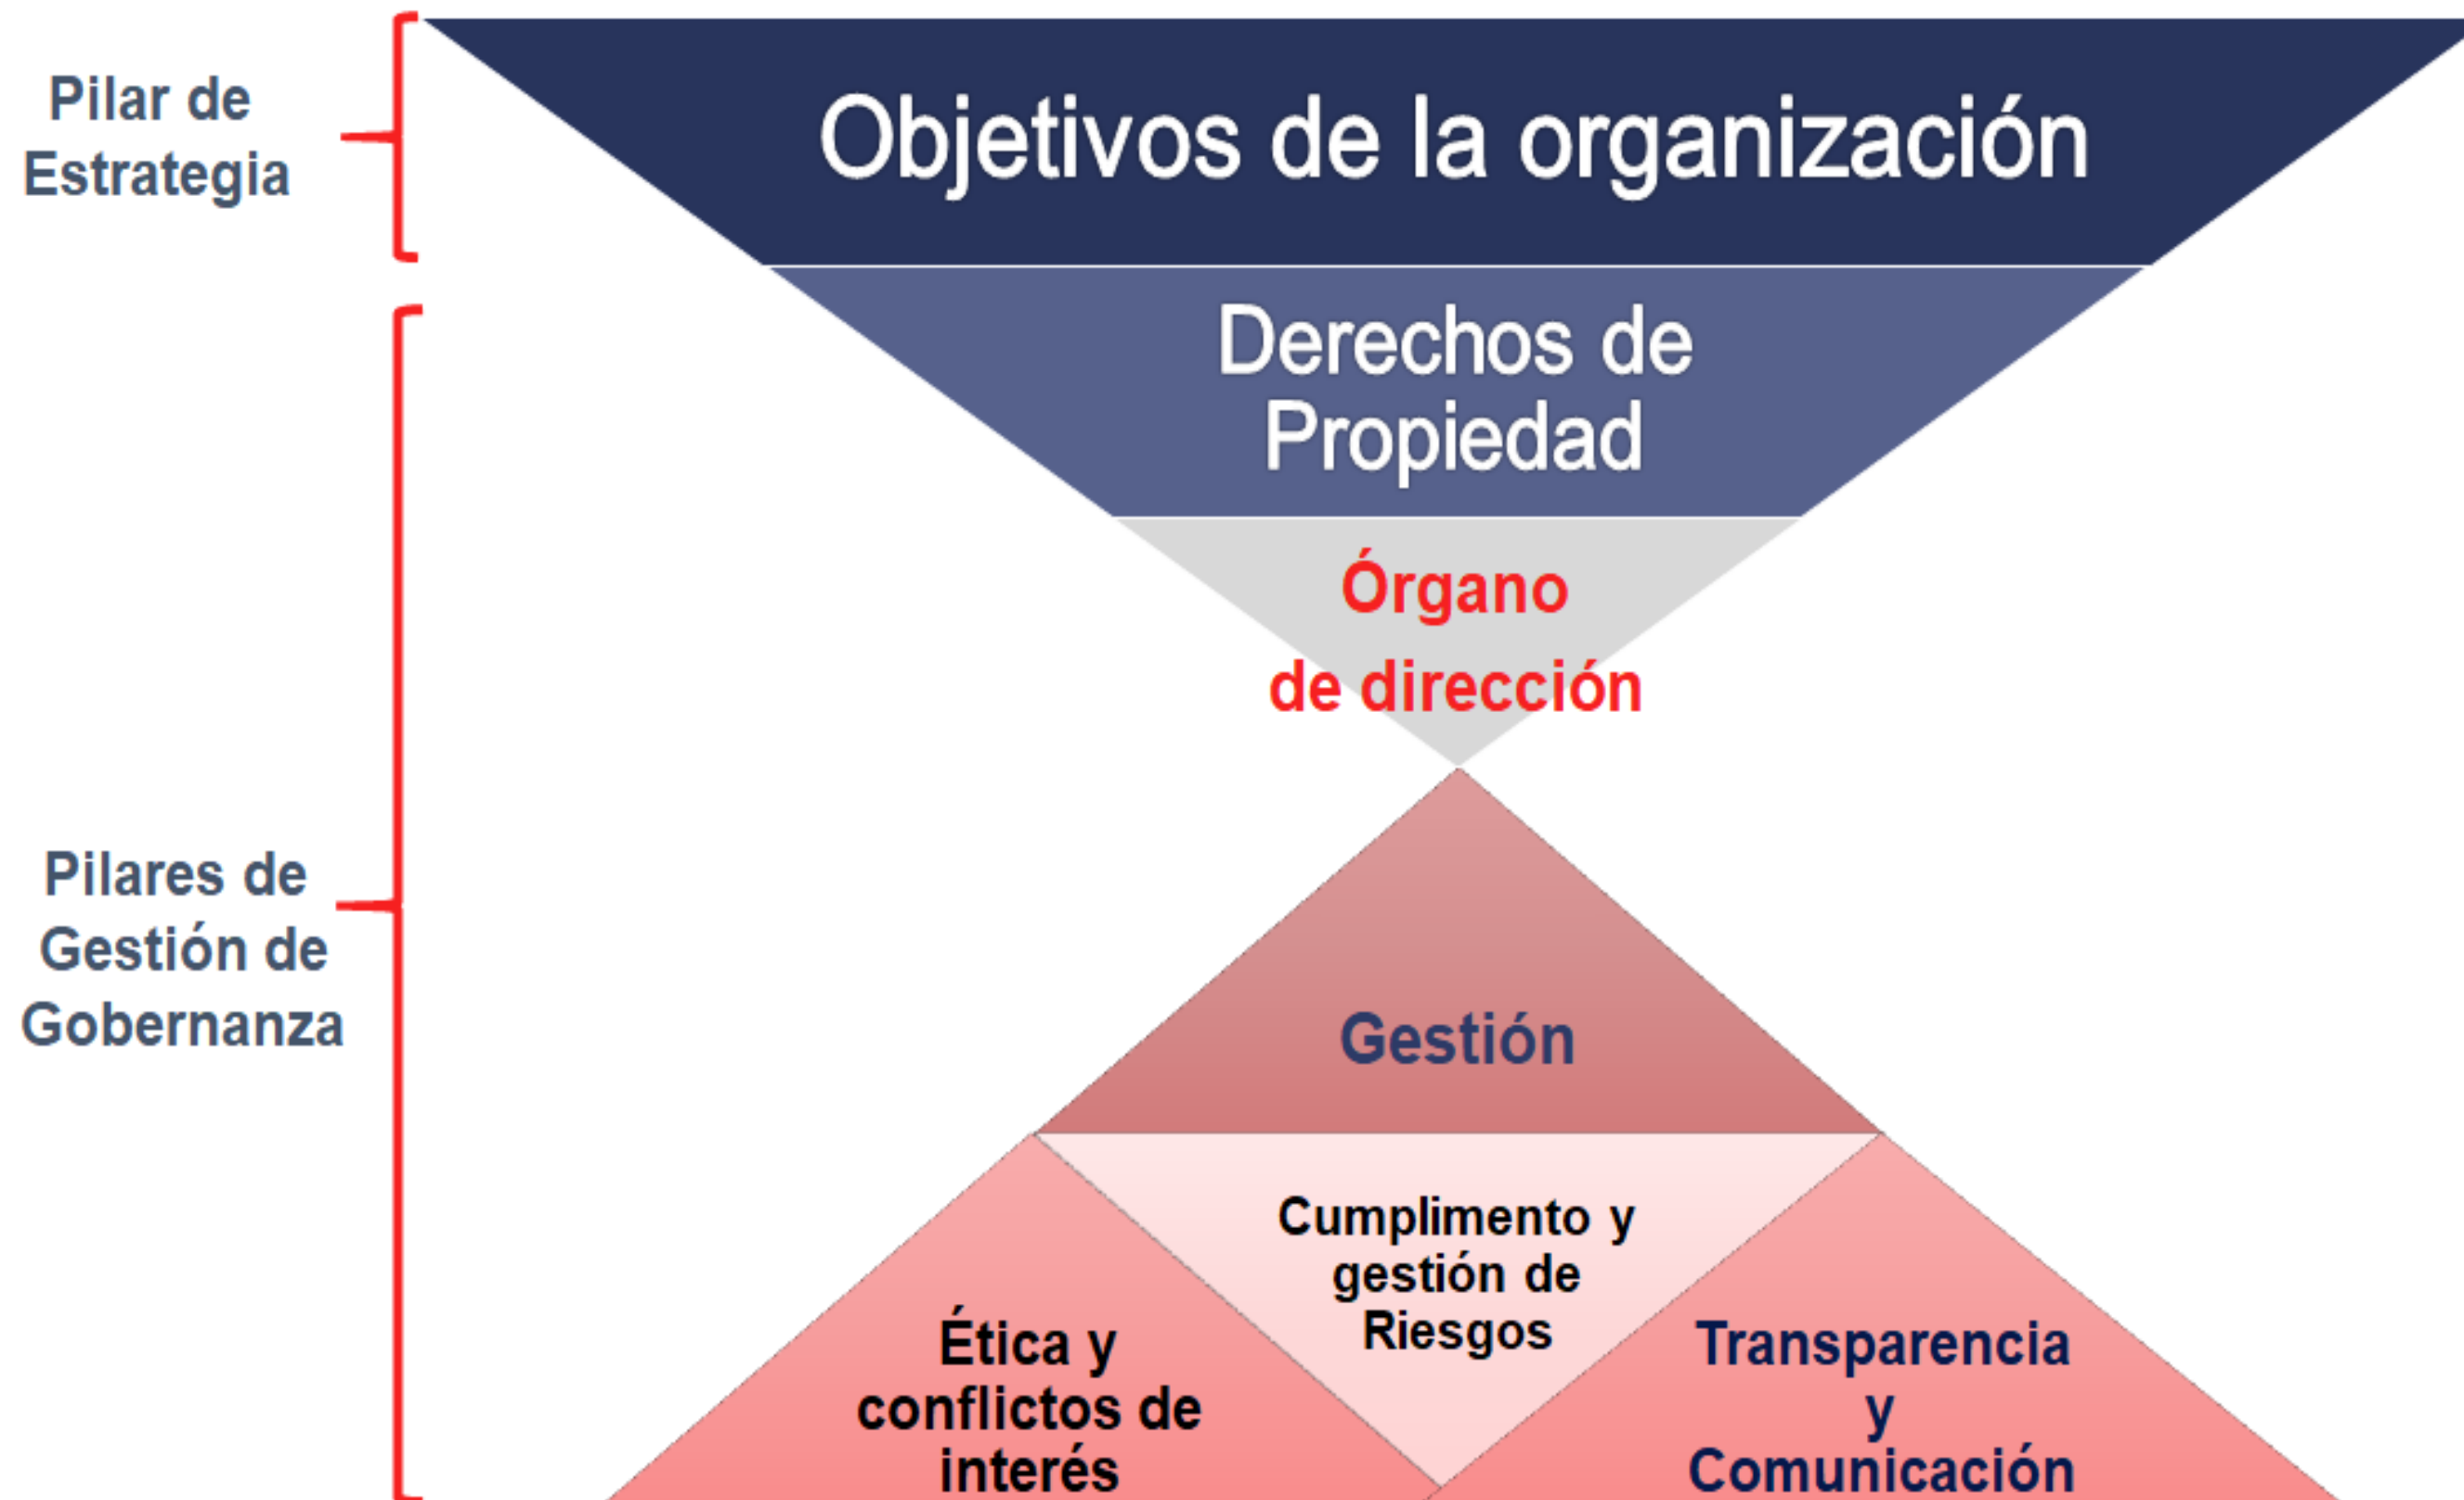 Pilar de
Estrategia
Objetivos de la organización
Derechos de
Propiedad
Órgano
de dirección
Pilares de
Gestión de
Gobernanza
Gestión
Cumplimento y
gestión de
Riesgos
Ética y
conflictos de
interés
Transparencia
y
Comunicación